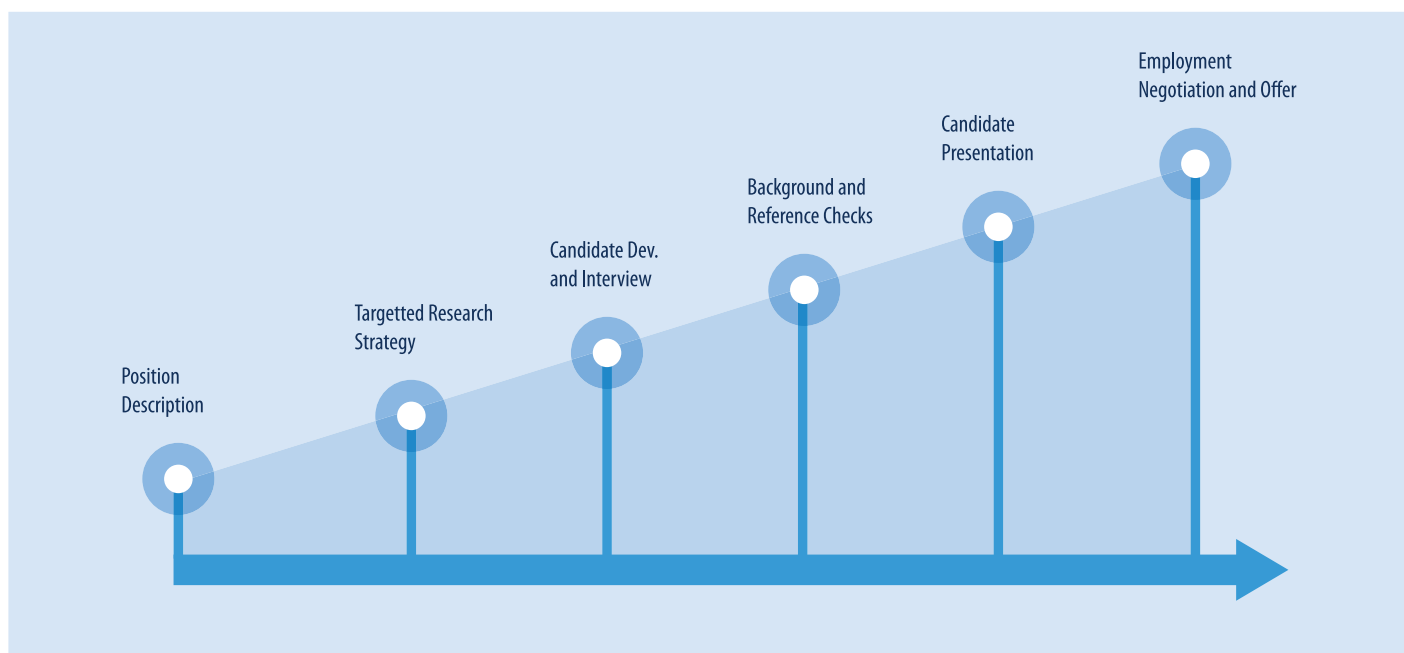 Position
Description
Targetted Research
Strategy
Candidate Dev.
and Interview
Background and
Reference Checks
Candidate
Presentation
Employment
Negotiation and Offer